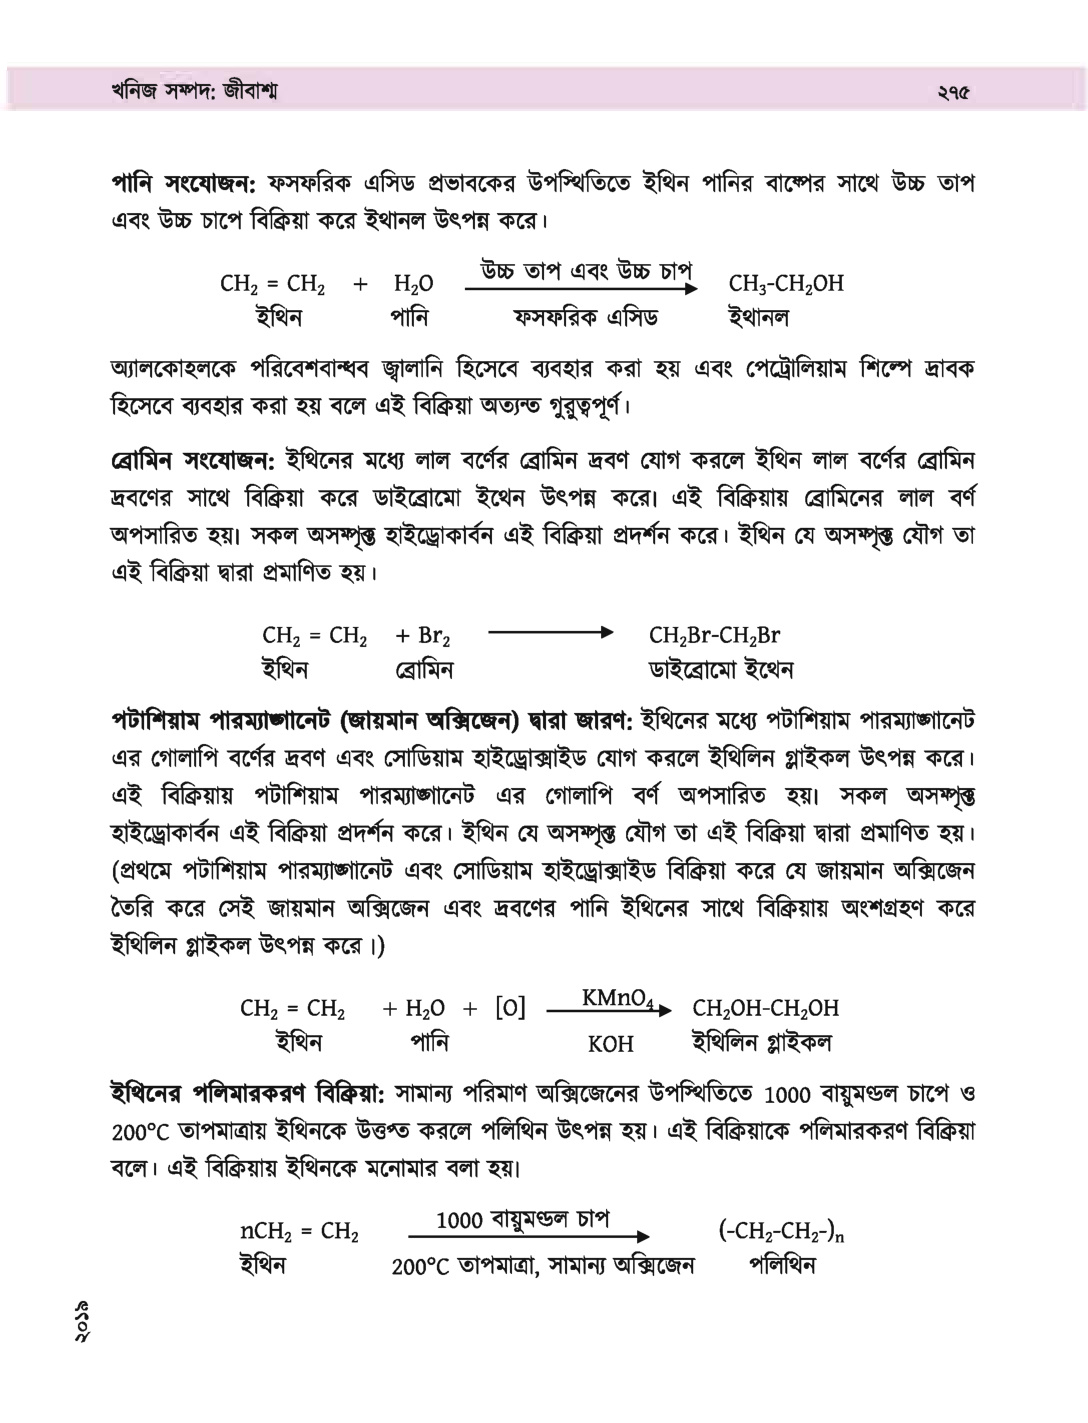 খনিজ সম্পদ: জীবাশ্ম ২৭৫
পানি সংযোজন: ফসফরিক এসিড প্রভাবকের উপস্থিতিতে ইথিন পানির বাষ্পের সাথে উচ্চ তাপ
এবং উচ্চ চাপে বিক্রিয়া করে ইথানল উৎপন্ন করে।
উচ্চ তাপ এবং উচ্চ চাপ
CH₂ = CH₂ + H₂O ⟶ CH₃-CH₂OH
ইথিন পানি ফসফরিক এসিড ইথানল
অ্যালকোহলকে পরিবেশবান্ধব জ্বালানি হিসেবে ব্যবহার করা হয় এবং পেট্রোলিয়াম শিল্পে দ্রাবক
হিসেবে ব্যবহার করা হয় বলে এই বিক্রিয়া অত্যন্ত গুরুত্বপূর্ণ।
ব্রোমিন সংযোজন: ইথিনের মধ্যে লাল বর্ণের ব্রোমিন দ্রবণ যোগ করলে ইথিন লাল বর্ণের ব্রোমিন
দ্রবণের সাথে বিক্রিয়া করে ডাইব্রোমো ইথেন উৎপন্ন করে। এই বিক্রিয়ায় ব্রোমিনের লাল বর্ণ
অপসারিত হয়। সকল অসম্পৃক্ত হাইড্রোকার্বন এই বিক্রিয়া প্রদর্শন করে। ইথিন যে অসম্পৃক্ত যৌগ তা
এই বিক্রিয়া দ্বারা প্রমাণিত হয়।
CH₂ = CH₂ + Br₂ ⟶ CH₂Br-CH₂Br
ইথিন ব্রোমিন ডাইব্রোমো ইথেন
পটাশিয়াম পারম্যাঙ্গানেট (জায়মান অক্সিজেন) দ্বারা জারণ: ইথিনের মধ্যে পটাশিয়াম পারম্যাঙ্গানেট
এর গোলাপি বর্ণের দ্রবণ এবং সোডিয়াম হাইড্রোক্সাইড যোগ করলে ইথিলিন গ্লাইকল উৎপন্ন করে।
এই বিক্রিয়ায় পটাশিয়াম পারম্যাঙ্গানেট এর গোলাপি বর্ণ অপসারিত হয়। সকল অসম্পৃক্ত
হাইড্রোকার্বন এই বিক্রিয়া প্রদর্শন করে। ইথিন যে অসম্পৃক্ত যৌগ তা এই বিক্রিয়া দ্বারা প্রমাণিত হয়।
(প্রথমে পটাশিয়াম পারম্যাঙ্গানেট এবং সোডিয়াম হাইড্রোক্সাইড বিক্রিয়া করে যে জায়মান অক্সিজেন
তৈরি করে সেই জায়মান অক্সিজেন এবং দ্রবণের পানি ইথিনের সাথে বিক্রিয়ায় অংশগ্রহণ করে
ইথিলিন গ্লাইকল উৎপন্ন করে।)
KMnO₄
CH₂ = CH₂ + H₂O + [O] ⟶ CH₂OH-CH₂OH
ইথিন পানি KOH ইথিলিন গ্লাইকল
ইথিনের পলিমারকরণ বিক্রিয়া: সামান্য পরিমাণ অক্সিজেনের উপস্থিতিতে 1000 বায়ুমণ্ডল চাপে ও
200°C তাপমাত্রায় ইথিনকে উত্তপ্ত করলে পলিথিন উৎপন্ন হয়। এই বিক্রিয়াকে পলিমারকরণ বিক্রিয়া
বলে। এই বিক্রিয়ায় ইথিনকে মনোমার বলা হয়।
1000 বায়ুমণ্ডল চাপ
nCH₂ = CH₂ ⟶ (-CH₂-CH₂-)ₙ
ইথিন 200°C তাপমাত্রা, সামান্য অক্সিজেন পলিথিন
২০১৯